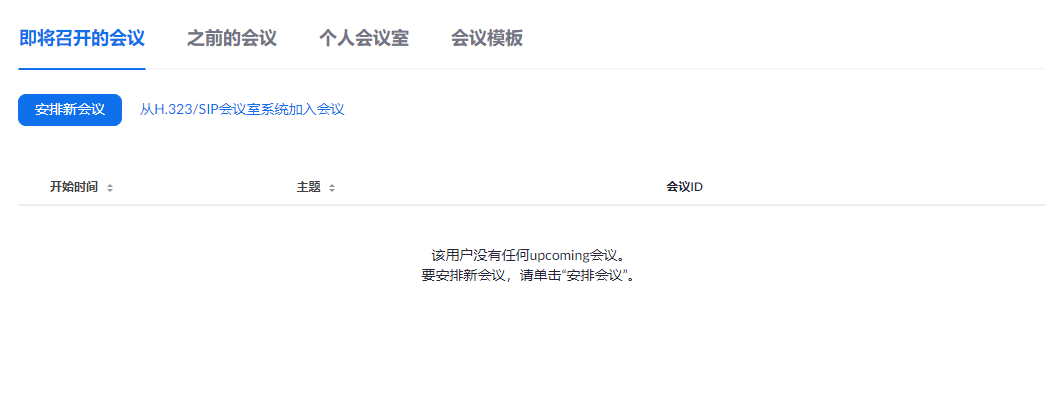 即将召开的会议 之前的会议 个人会议室 会议模板
安排新会议 从H.323/SIP会议室系统加入会议
开始时间 主题 会议ID
该用户没有任何upcoming会议。
要安排新会议，请单击“安排会议”。